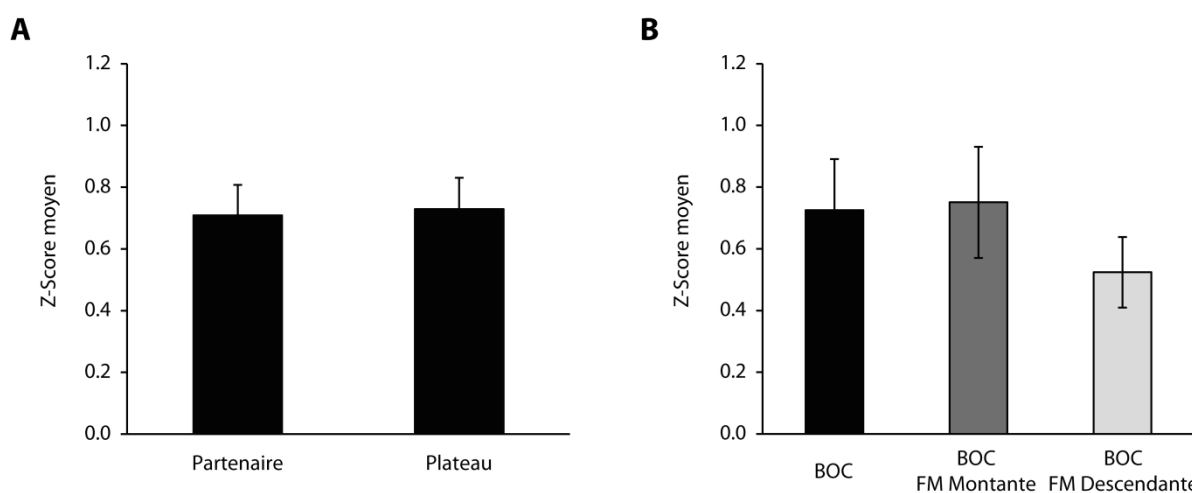 A
Z-Score moyen
1.2
1.0
0.8
0.6
0.4
0.2
0.0
Partenaire
Plateau
B
Z-Score moyen
1.2
1.0
0.8
0.6
0.4
0.2
0.0
BOC
BOC
FM Montante
BOC
FM Descendante